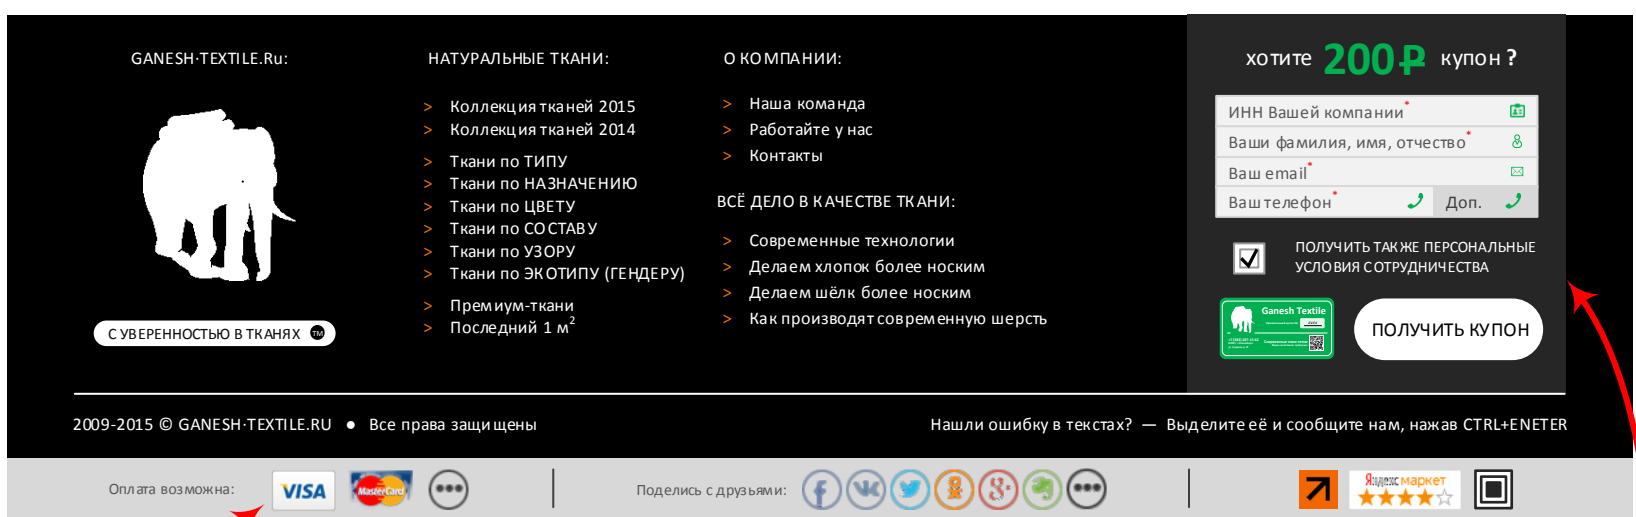 GANESH·TEXTILE.Ru:
С УВЕРЕННОСТЬЮ В ТКАНЯХ TM
НАТУРАЛЬНЫЕ ТКАНИ:
> Коллекция тканей 2015
> Коллекция тканей 2014
> Ткани по ТИПУ
> Ткани по НАЗНАЧЕНИЮ
> Ткани по ЦВЕТУ
> Ткани по СОСТАВУ
> Ткани по УЗОРУ
> Ткани по ЭКОТИПУ (ГЕНДЕРУ)
> Премиум-ткани
> Последний 1 м²
О КОМПАНИИ:
> Наша команда
> Работайте у нас
> Контакты
ВСЁ ДЕЛО В КАЧЕСТВЕ ТКАНИ:
> Современные технологии
> Делаем хлопок более носким
> Делаем шёлк более носким
> Как производят современную шерсть
хотите 200₽ купон ?
ИНН Вашей компании*
Ваши фамилия, имя, отчество*
Ваш email*
Ваш телефон* Доп.
ПОЛУЧИТЬ ТАКЖЕ ПЕРСОНАЛЬНЫЕ
УСЛОВИЯ СОТРУДНИЧЕСТВА
Ganesh Textile
ПОЛУЧИТЬ КУПОН
2009-2015 © GANESH·TEXTILE.RU ● Все права защищены
Нашли ошибку в текстах? — Выделите её и сообщите нам, нажав CTRL+ENETER
Оплата возможна: VISA MasterCard
Поделись с друзьями:
Яндекс маркет